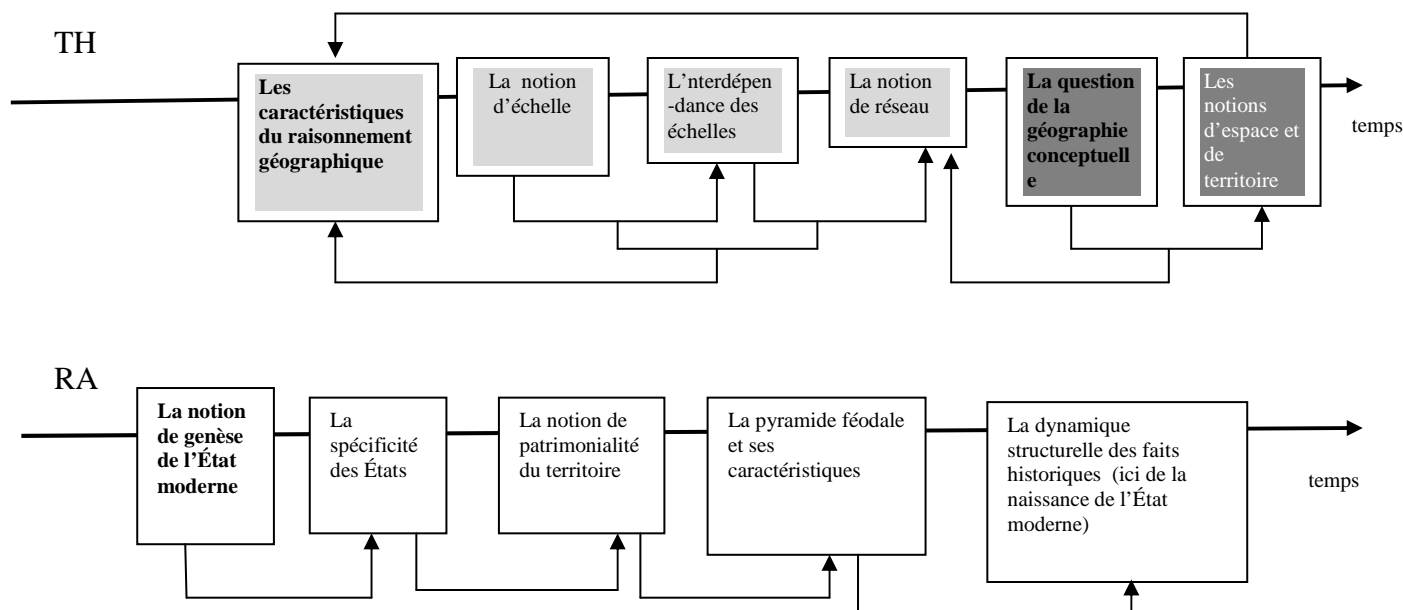 TH
Les
caractéristiques
du raisonnement
géographique
La notion
d'échelle
L'nterdépen
-dance des
échelles
La notion
de réseau
La question
de la
géographie
conceptuell
e
Les
notions
d'espace et
de
territoire
temps
RA
La notion
de genèse
de l'État
moderne
La
spécificité
des États
La notion de
patrimonialité
du territoire
La pyramide féodale
et ses
caractéristiques
La dynamique
structurelle des faits
historiques (ici de la
naissance de l'État
moderne)
temps